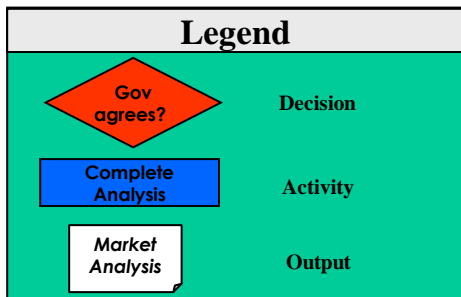 Legend
Gov
agrees?
Decision
Complete
Analysis
Activity
Market
Analysis
Output